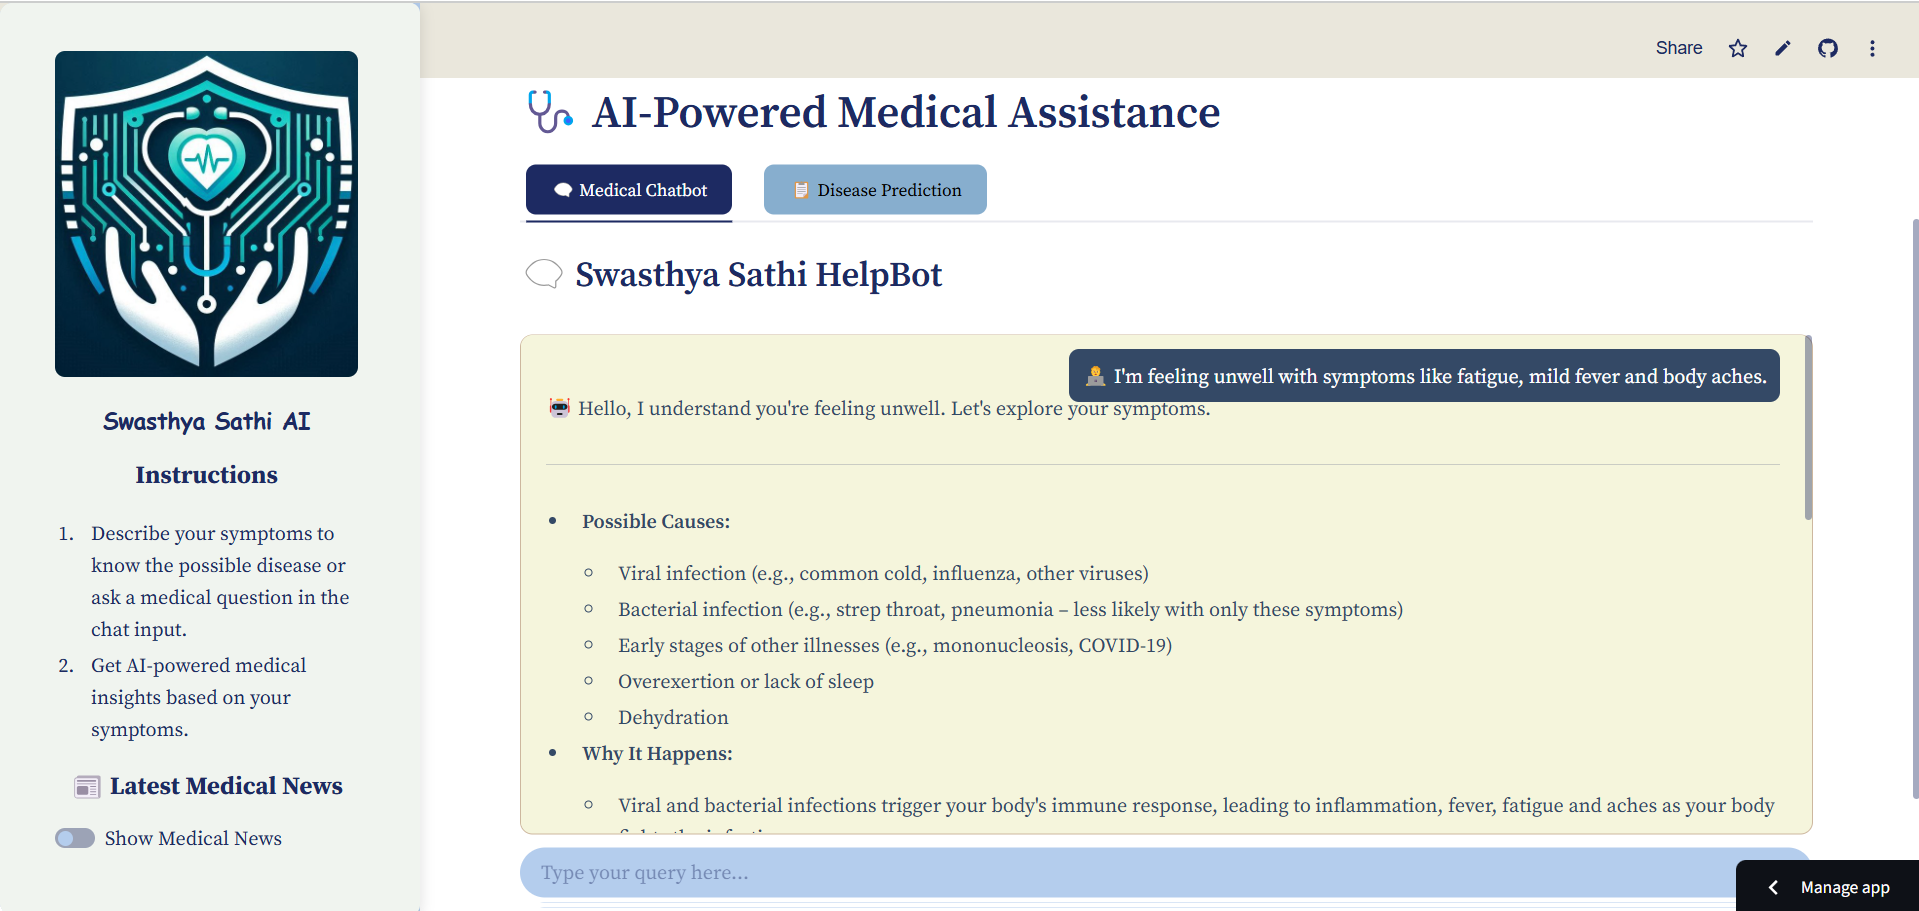 Share
AI-Powered Medical Assistance
Medical Chatbot
Disease Prediction
Swasthya Sathi HelpBot
I'm feeling unwell with symptoms like fatigue, mild fever and body aches.
Hello, I understand you're feeling unwell. Let's explore your symptoms.
Possible Causes:
Viral infection (e.g., common cold, influenza, other viruses)
Bacterial infection (e.g., strep throat, pneumonia – less likely with only these symptoms)
Early stages of other illnesses (e.g., mononucleosis, COVID-19)
Overexertion or lack of sleep
Dehydration
Why It Happens:
Viral and bacterial infections trigger your body's immune response, leading to inflammation, fever, fatigue and aches as your body
Type your query here...
Manage app
Swasthya Sathi AI
Instructions
1. Describe your symptoms to
know the possible disease or
ask a medical question in the
chat input.
2. Get AI-powered medical
insights based on your
symptoms.
Latest Medical News
Show Medical News